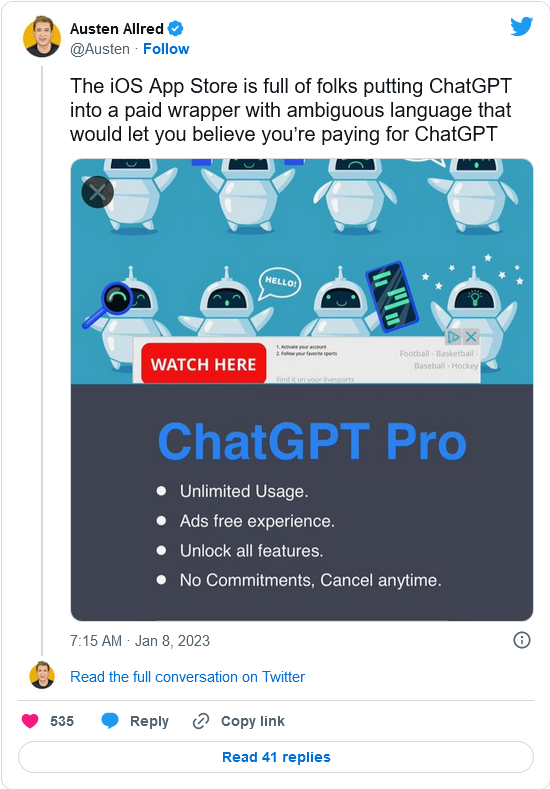 Austen Allred
@Austen · Follow
The iOS App Store is full of folks putting ChatGPT
into a paid wrapper with ambiguous language that
would let you believe you’re paying for ChatGPT
HELLO!
WATCH HERE
1. Activate your account
2. Follow your favorite sports
Find it on your-livesports
Football - Basketball -
Baseball - Hockey
ChatGPT Pro
• Unlimited Usage.
• Ads free experience.
• Unlock all features.
• No Commitments, Cancel anytime.
7:15 AM · Jan 8, 2023
Read the full conversation on Twitter
535 Reply Copy link
Read 41 replies